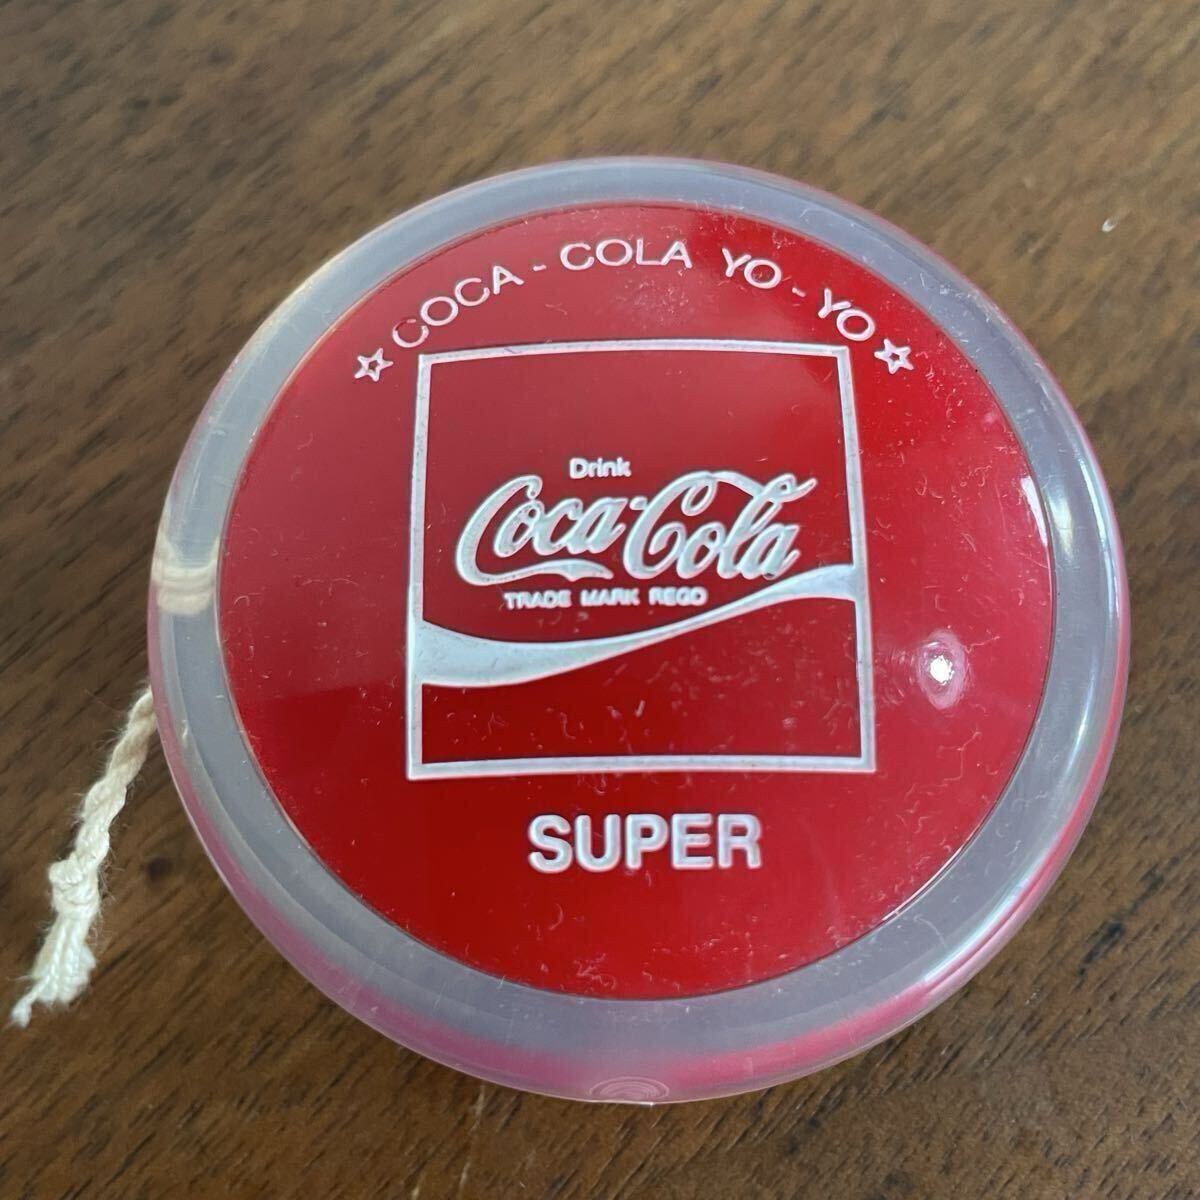 ☆ COCA - COLA YO - YO ☆
Drink
Coca-Cola
TRADE MARK REGD
SUPER